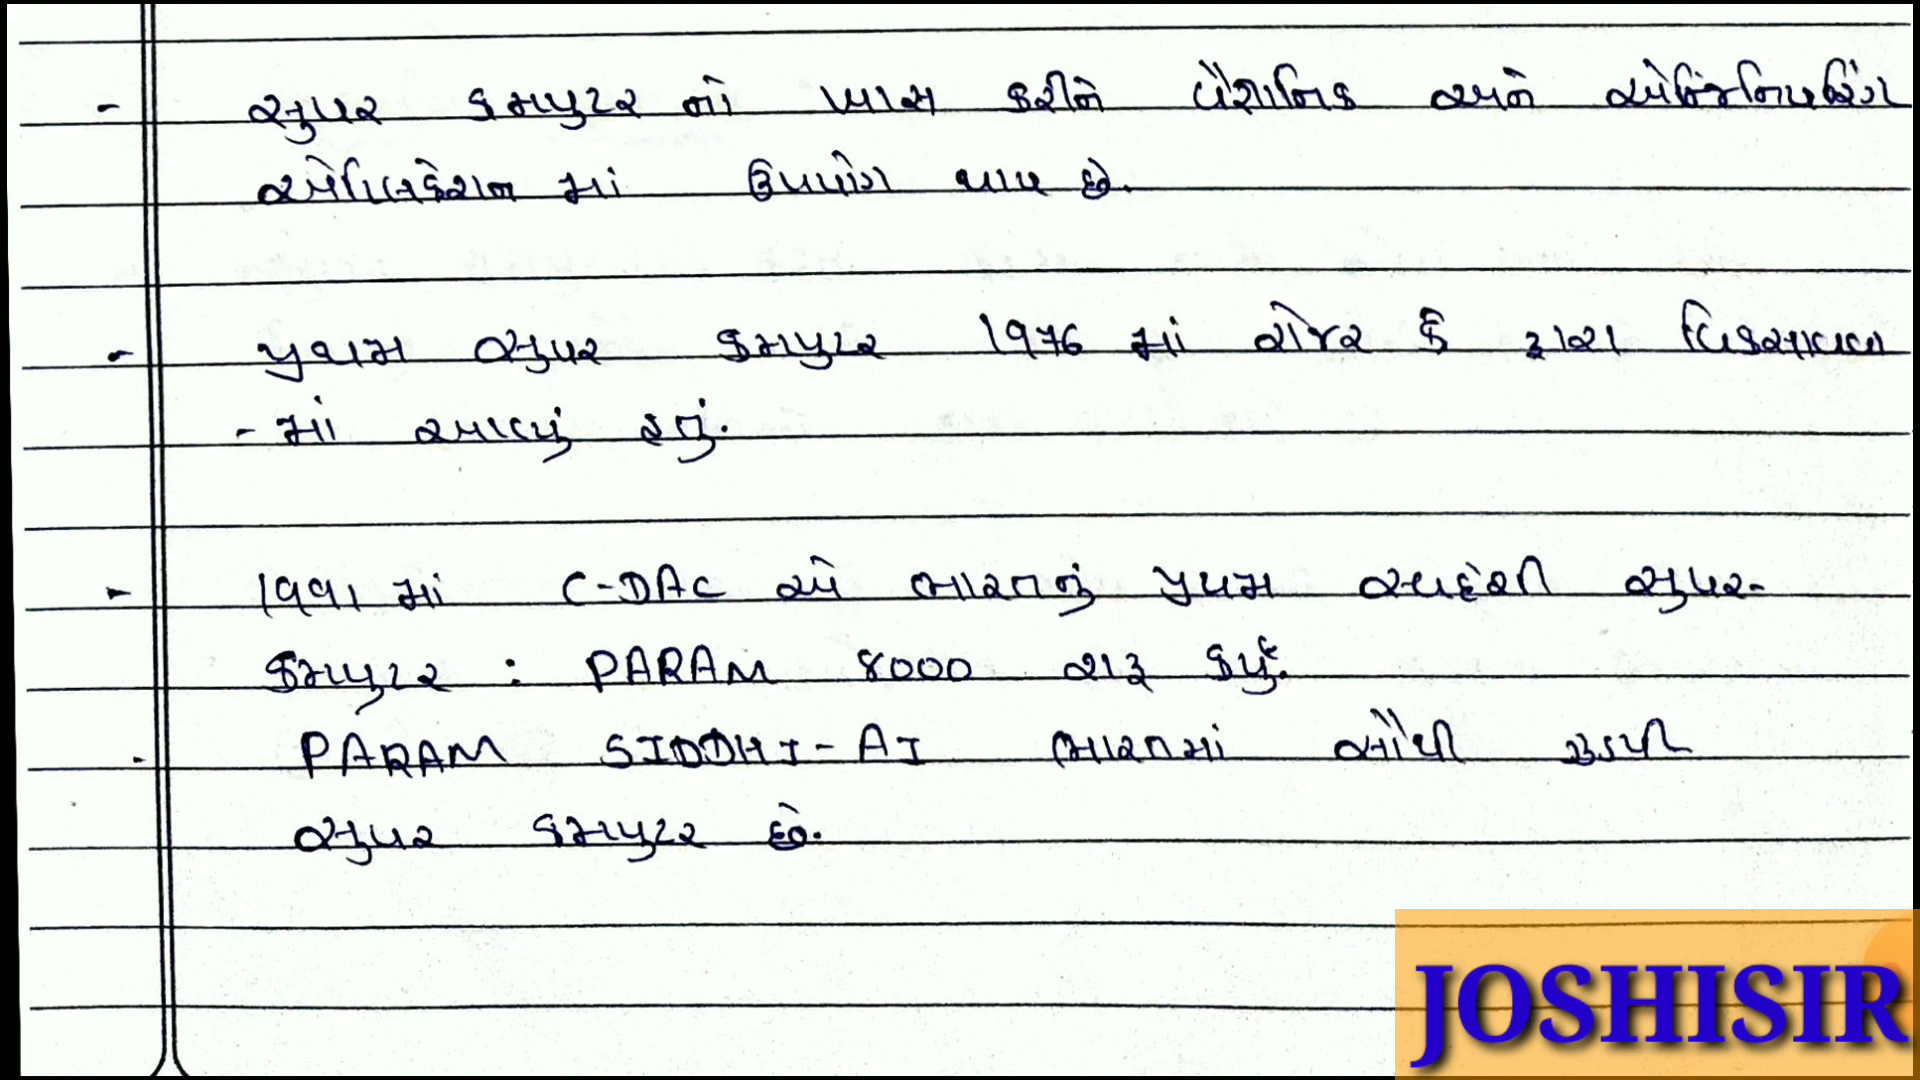 - સુપર કમ્પુટર નો ખાસ કરીને વૈજ્ઞાનિક અને એન્જિનિયરિંગ
એપ્લિકેશન માં ઉપયોગ થાય છે.
- પ્રથમ સુપર કમ્પુટર 1976 માં રોજર કે દ્વારા વિકસાવવા
- માં આવ્યું હતું.
- 1991 માં C-DAC એ ભારતનું પ્રથમ સ્વદેશી સુપર-
કમ્પુટર : PARAM 8000 શરૂ કર્યું.
. PARAM SIDDHI-AI ભારતમાં સૌથી ઝડપી
સુપર કમ્પુટર છે.
JOSHISIR